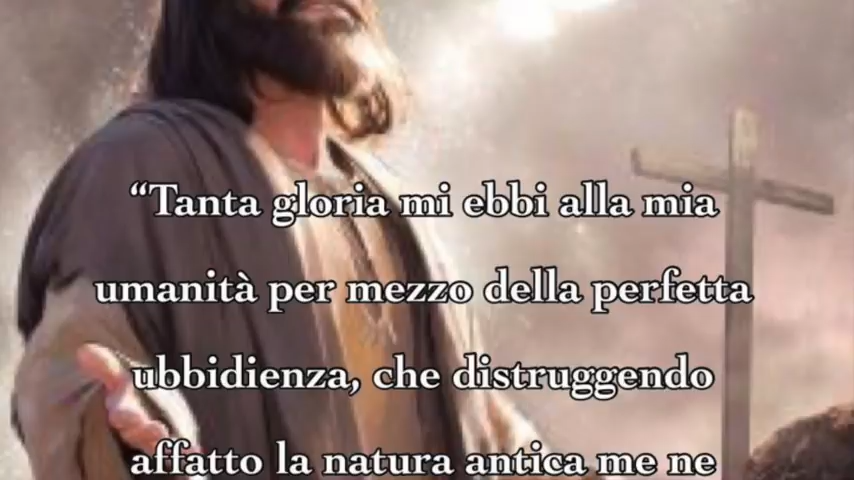 “Tanta gloria mi ebbi alla mia
umanità per mezzo della perfetta
ubbidienza, che distruggendo
affatto la natura antica me ne